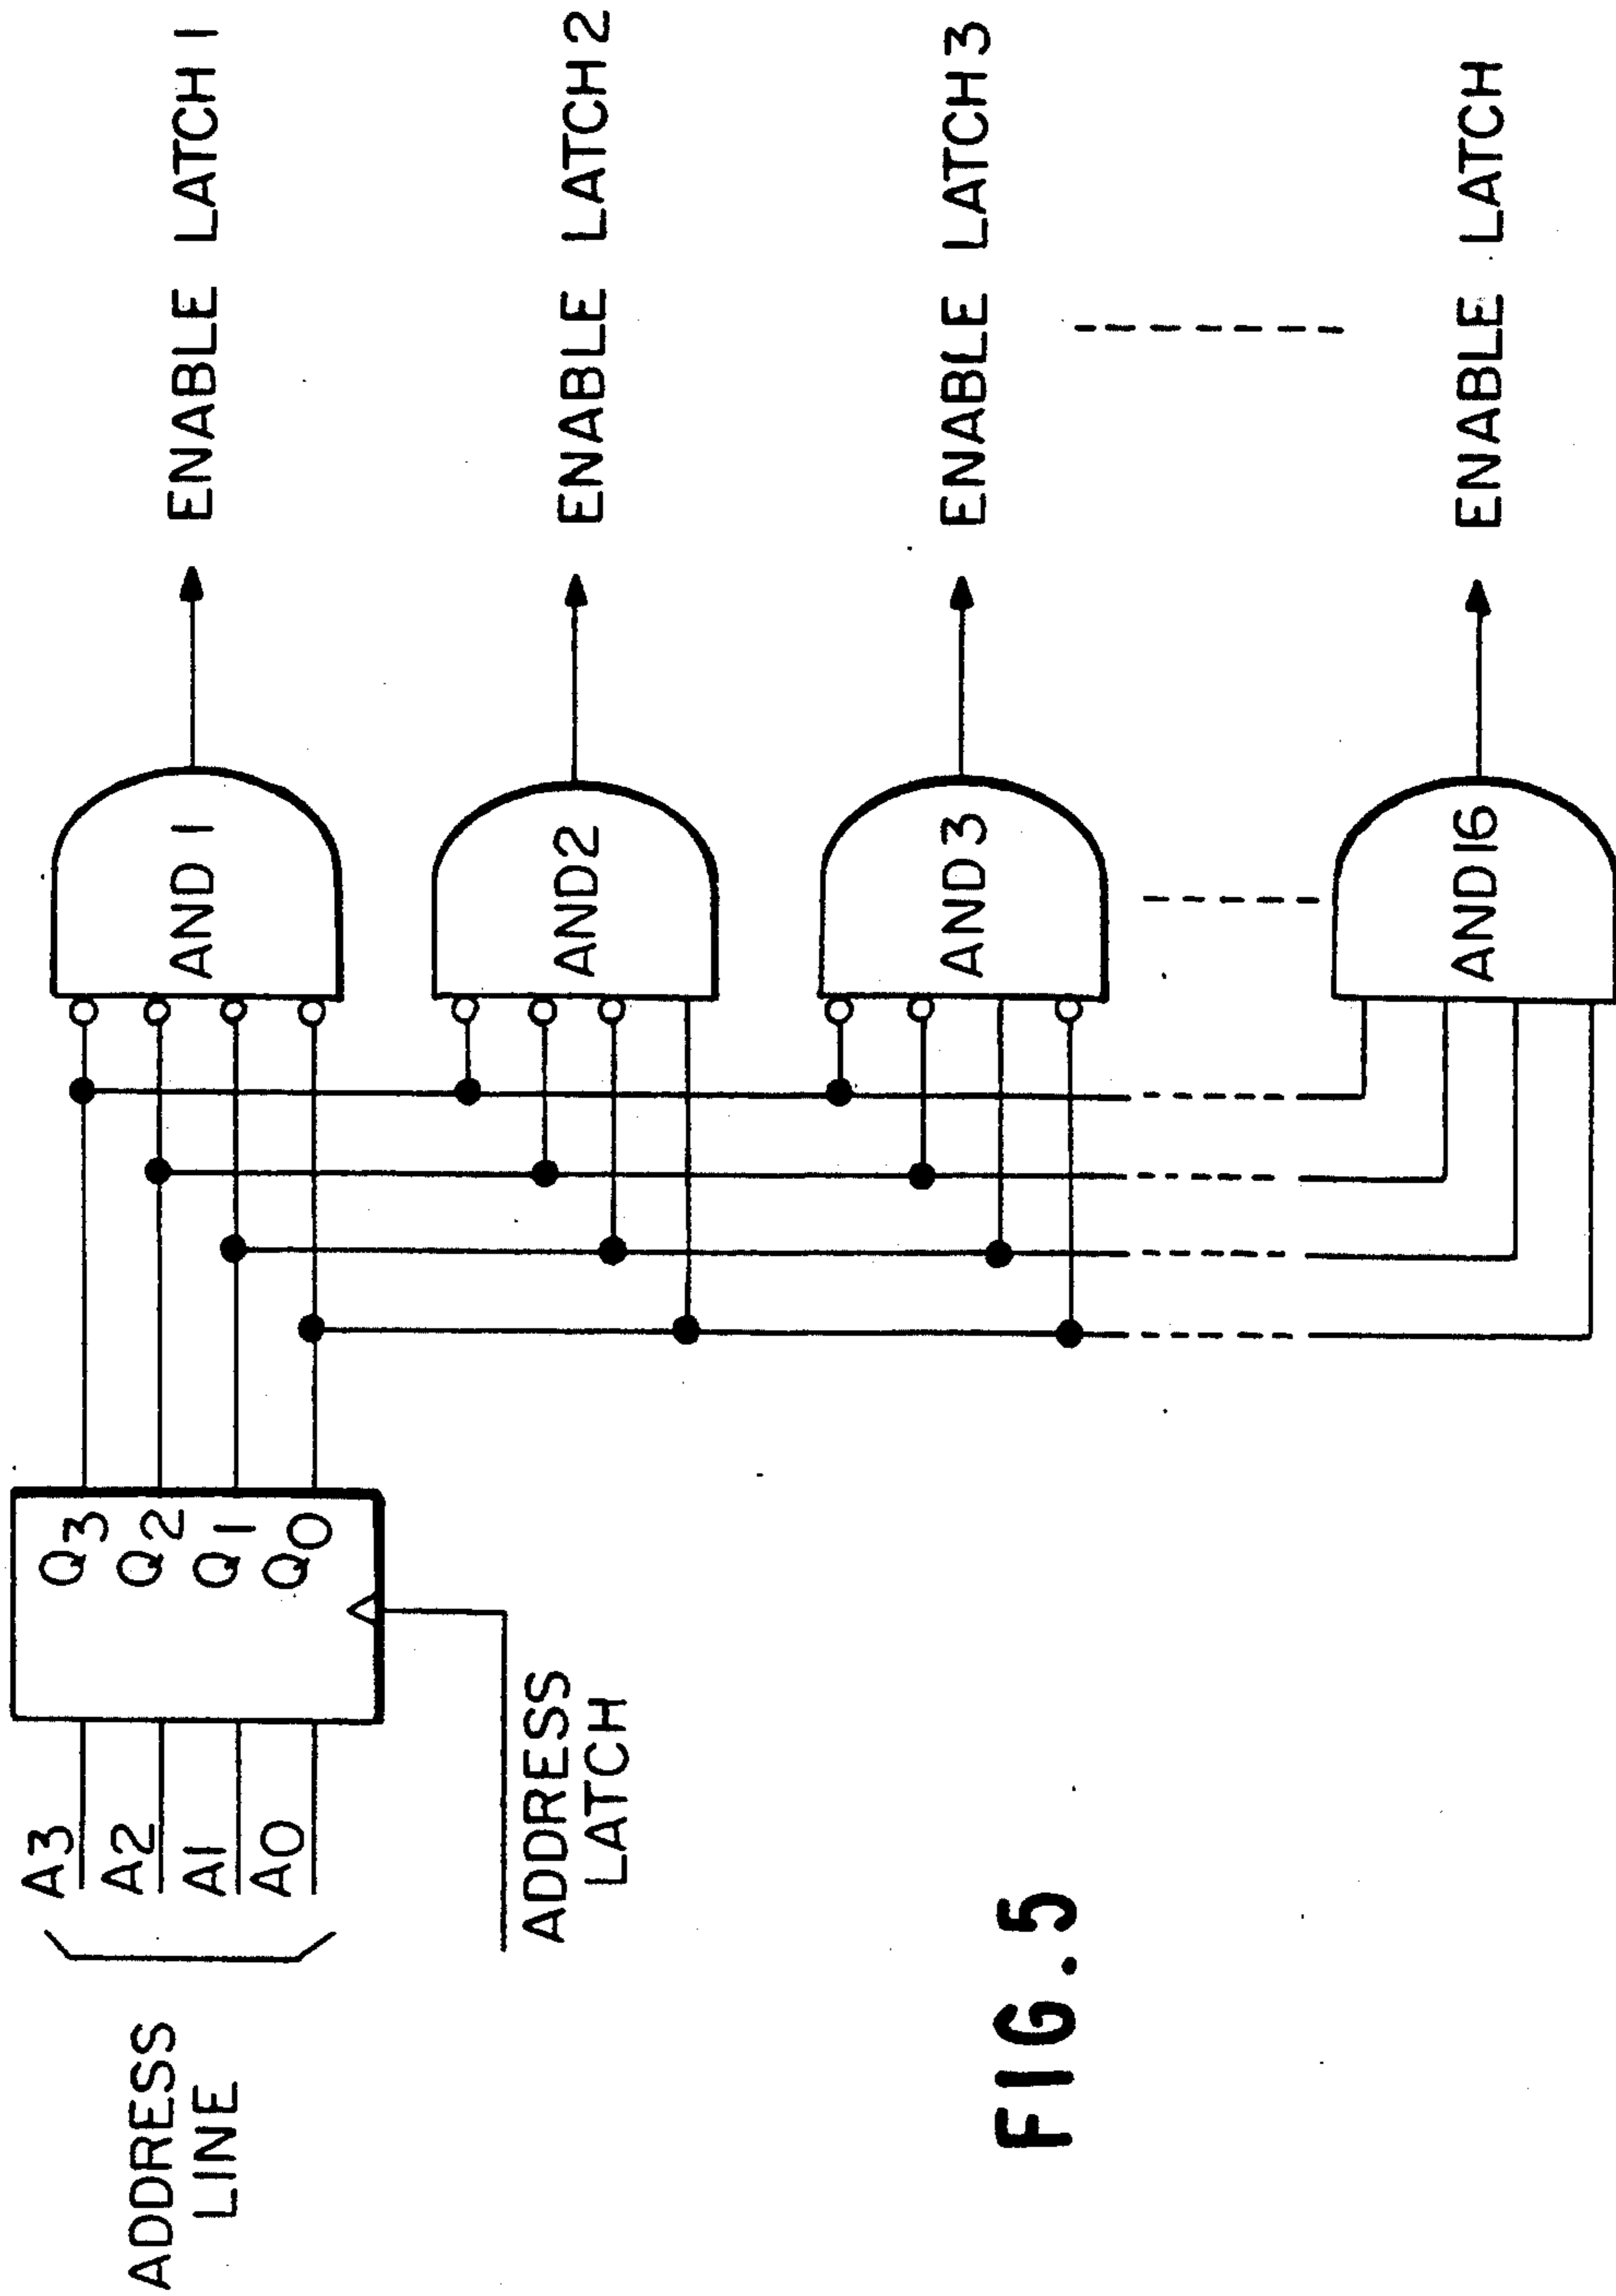 ADDRESS
LINE
A3
A2
A1
A0
ADDRESS
LATCH
Q3
Q2
Q1
Q0
AND 1
AND2
AND3
AND16
ENABLE LATCH 1
ENABLE LATCH 2
ENABLE LATCH 3
ENABLE LATCH
FIG. 5